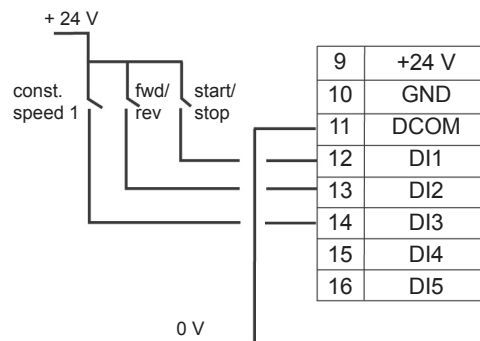 + 24 V
const.
speed 1
fwd/
rev
start/
stop
9 +24 V
10 GND
11 DCOM
12 DI1
13 DI2
14 DI3
15 DI4
16 DI5
0 V